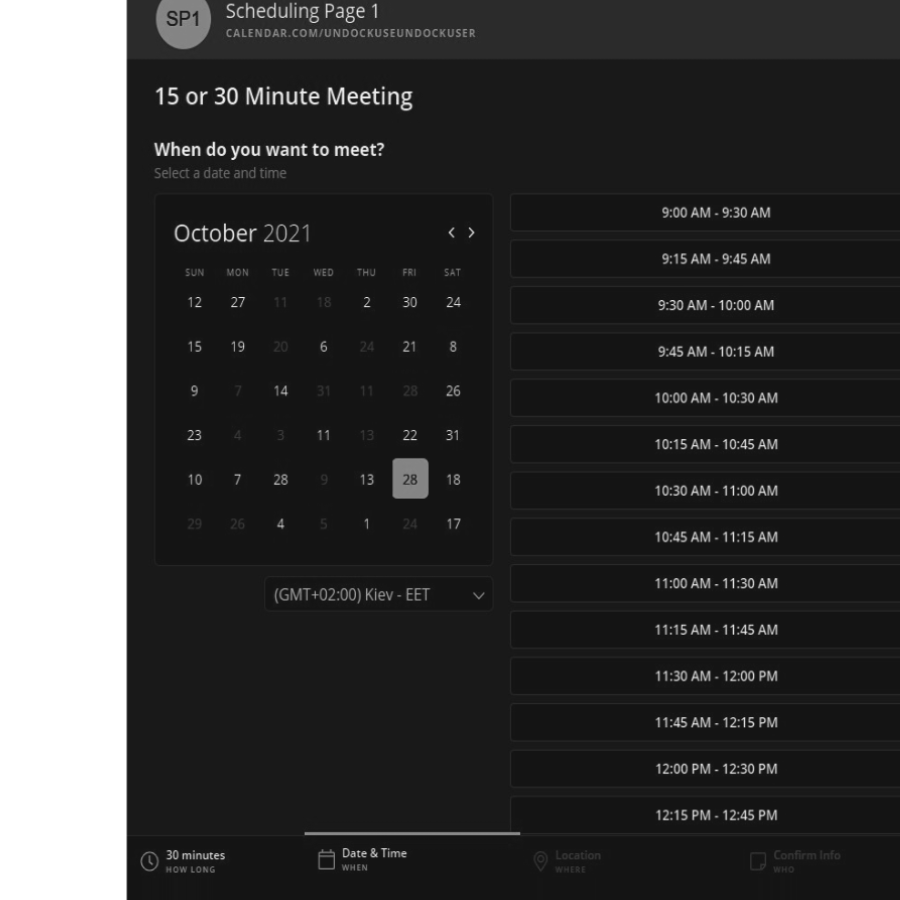 SP1
Scheduling Page 1
CALENDAR.COM/UNDOCKUSEUNDOCKUSER
15 or 30 Minute Meeting
When do you want to meet?
Select a date and time
October 2021
SUN MON TUE WED THU FRI SAT
12 27 11 18 2 30 24
15 19 20 6 24 21 8
9 7 14 31 11 28 26
23 4 3 11 13 22 31
10 7 28 9 13 28 18
29 26 4 5 1 24 17
(GMT+02:00) Kiev - EET
9:00 AM - 9:30 AM
9:15 AM - 9:45 AM
9:30 AM - 10:00 AM
9:45 AM - 10:15 AM
10:00 AM - 10:30 AM
10:15 AM - 10:45 AM
10:30 AM - 11:00 AM
10:45 AM - 11:15 AM
11:00 AM - 11:30 AM
11:15 AM - 11:45 AM
11:30 AM - 12:00 PM
11:45 AM - 12:15 PM
12:00 PM - 12:30 PM
12:15 PM - 12:45 PM
30 minutes
HOW LONG
Date & Time
WHEN
Location
WHERE
Confirm Info
WHO